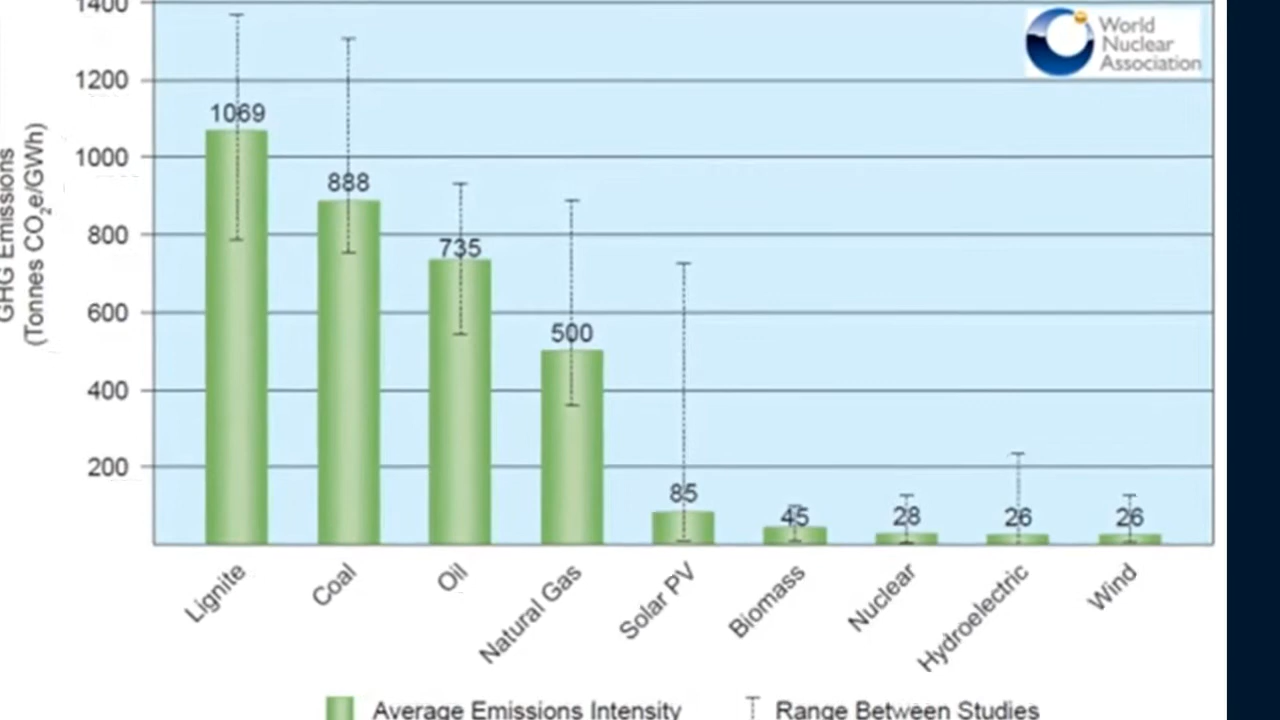 1400
World
Nuclear
Association
1200
1069
1000
888
800
735
600
500
400
200
85
45
28
26
26
GHG Emissions
(Tonnes CO₂e/GWh)
Lignite
Coal
Oil
Natural Gas
Solar PV
Biomass
Nuclear
Hydroelectric
Wind
Average Emissions Intensity
Range Between Studies